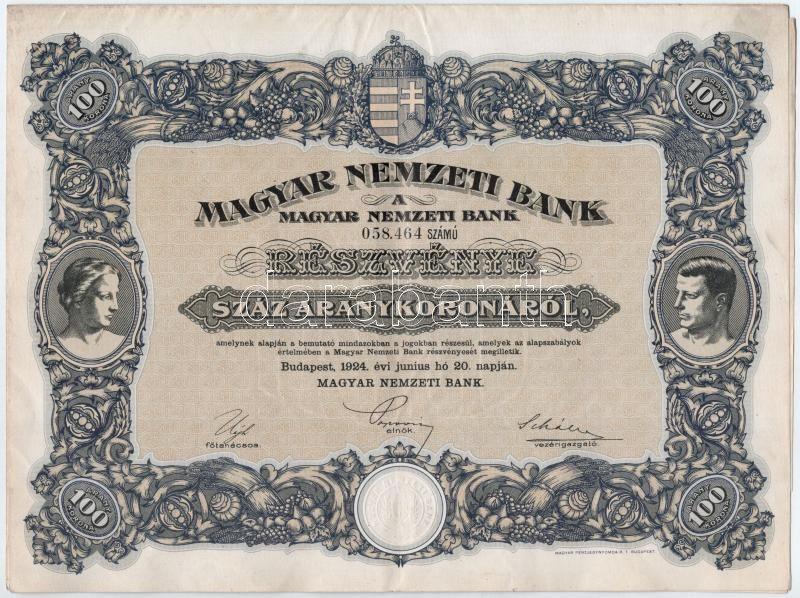 100
ARANY
KORONA
100
ARANY
KORONA
MAGYAR NEMZETI BANK
A
MAGYAR NEMZETI BANK
058.464 SZÁMÚ
RÉSZVÉNYE
SZÁZ ARANYKORONÁRÓL,
amelynek alapján a bemutató mindazokban a jogokban részesül, amelyek az alapszabályok
értelmében a Magyar Nemzeti Bank részvényesét megilletik.
Budapest, 1924. évi junius hó 20. napján.
MAGYAR NEMZETI BANK.
Popovics
főtanácsos.
elnök.
vezérigazgató.
ARANY
100
KORONA
ARANY
100
KORONA
MAGYAR PÉNZJEGYNYOMDA R. T. BUDAPEST.
darabanth